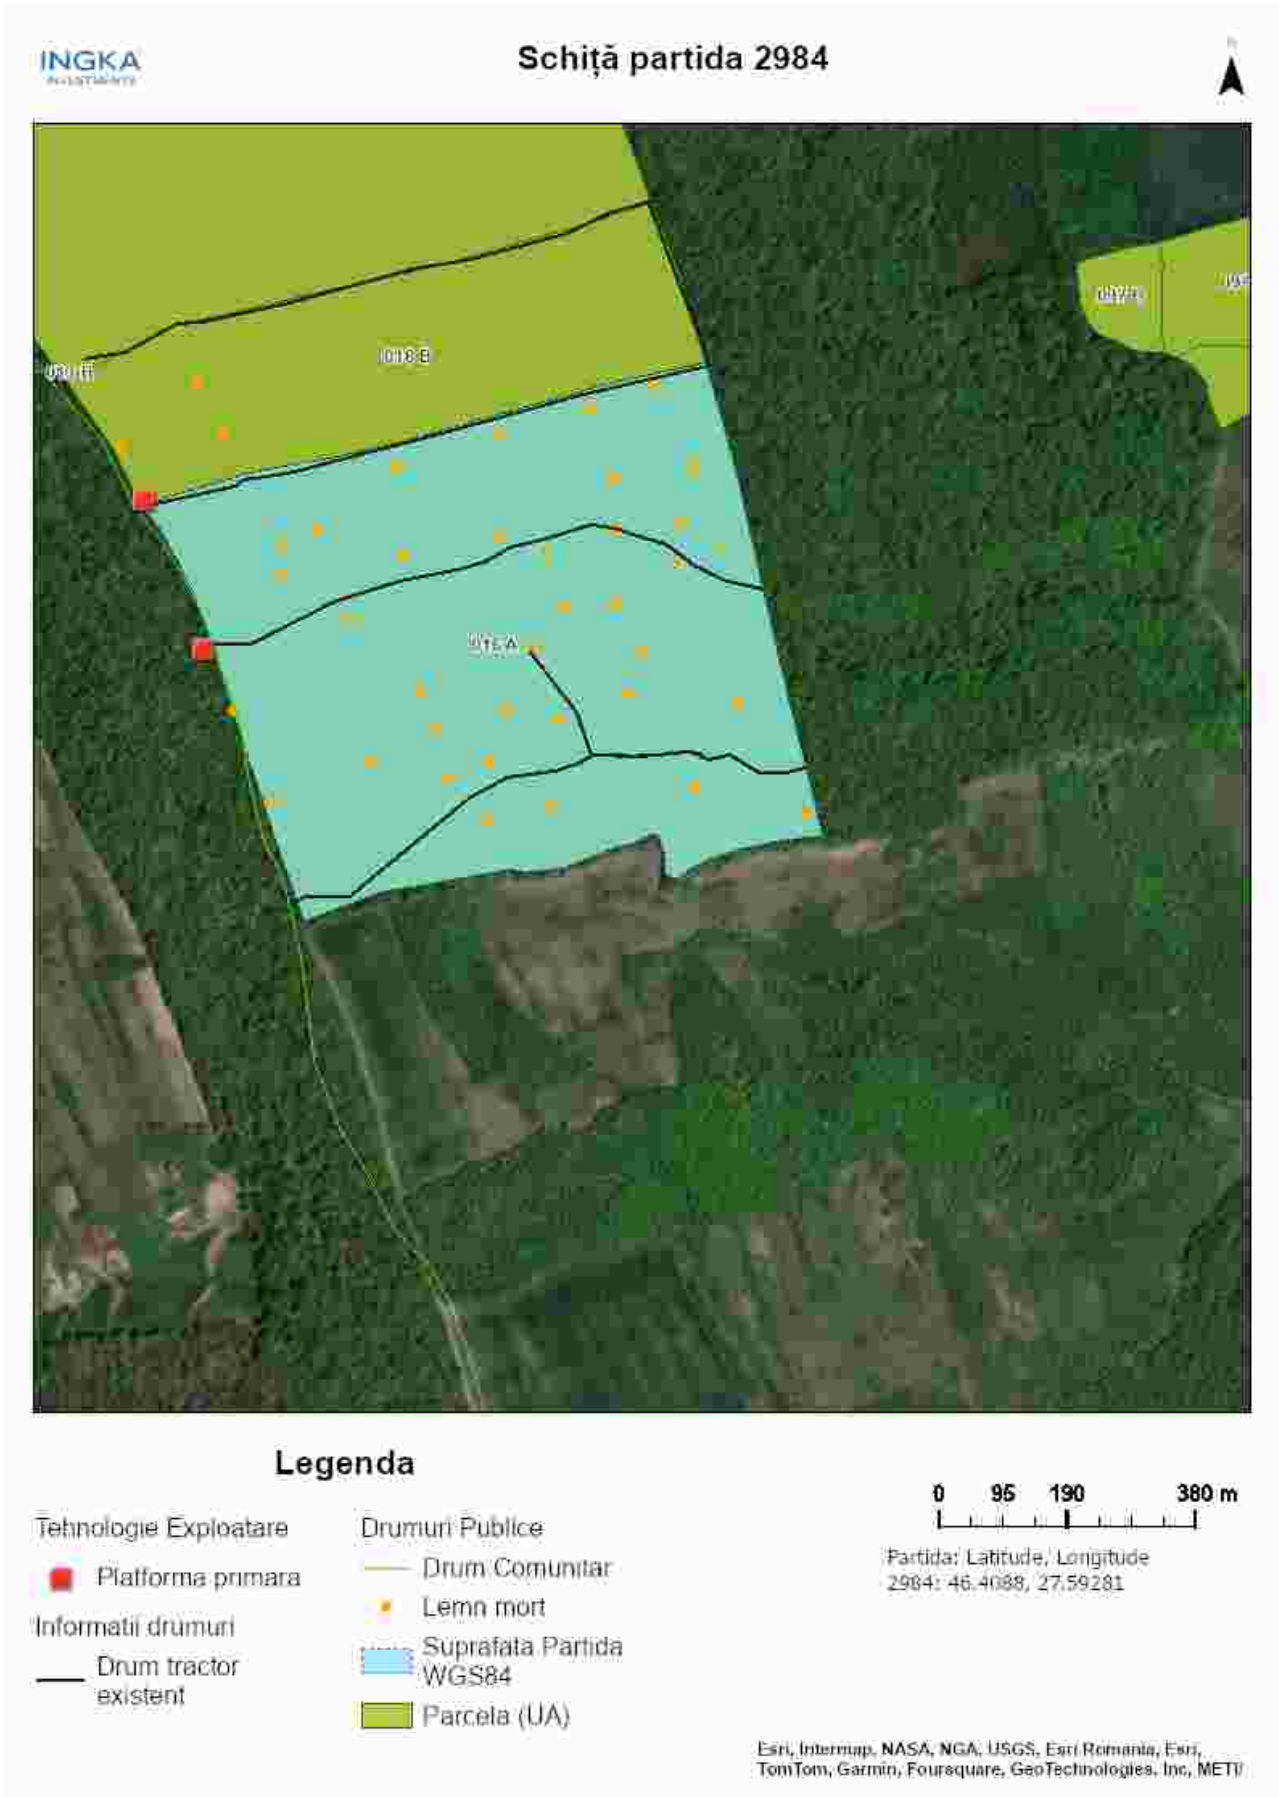 INGKA
Schiță partida 2984
1018 B
Legenda
Tehnologie Exploatare
Platforma primara
Informatii drumuri
Drum tractor
existent
Drumuri Publice
Drum Comunitar
Lemn mort
Suprafata Partida
WGS84
Parcela (UA)
0 95 190 380 m
Partida: Latitude, Longitude
2984: 46.4088, 27.59281
Esri, Intermap, NASA, NGA, USGS, Esri Romania, Esri,
TomTom, Garmin, Foursquare, GeoTechnologies, Inc, METI/